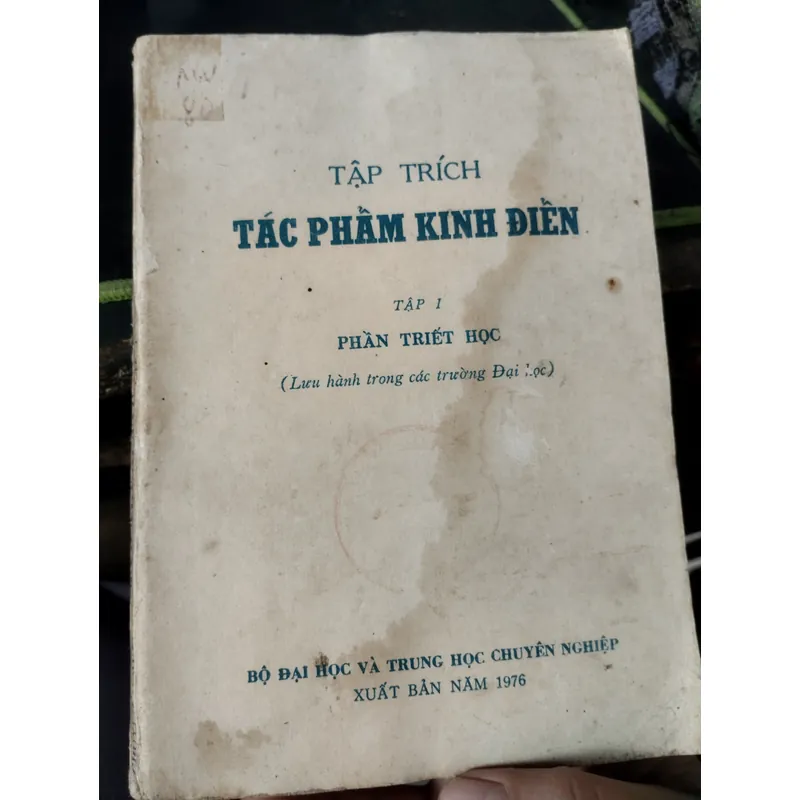 TẬP TRÍCH
TÁC PHẨM KINH ĐIỂN
TẬP I
PHẦN TRIẾT HỌC
(Lưu hành trong các trường Đại học)
BỘ ĐẠI HỌC VÀ TRUNG HỌC CHUYÊN NGHIỆP
XUẤT BẢN NĂM 1976